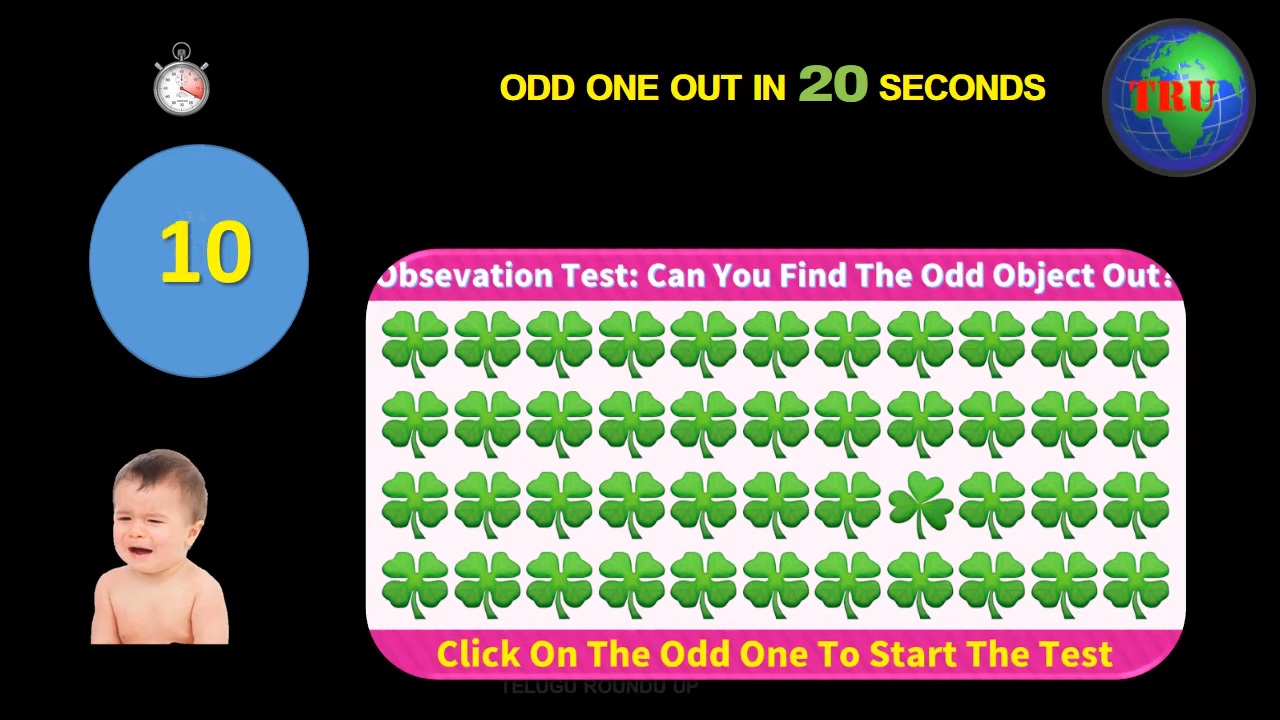 ODD ONE OUT IN 20 SECONDS
TRU
10
Obsevation Test: Can You Find The Odd Object Out?
Click On The Odd One To Start The Test
TELUGU ROUNDU UP